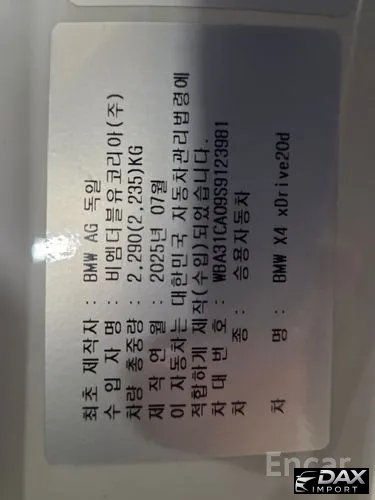 최초 제작자 : BMW AG 독일
수 입 자 명 : 비엠더블유코리아(주)
차량 총중량 : 2,290(2,235)KG
제 작 연 월 : 2025년 07월
이 자동차는 대한민국 자동차관리법령에
적합하게 제작(수입)되었습니다.
차 대 번 호 : WBA31CA09S9123981
차 종 : 승용자동차
차 명 : BMW X4 xDrive20d
Encar
DAX
IMPORT